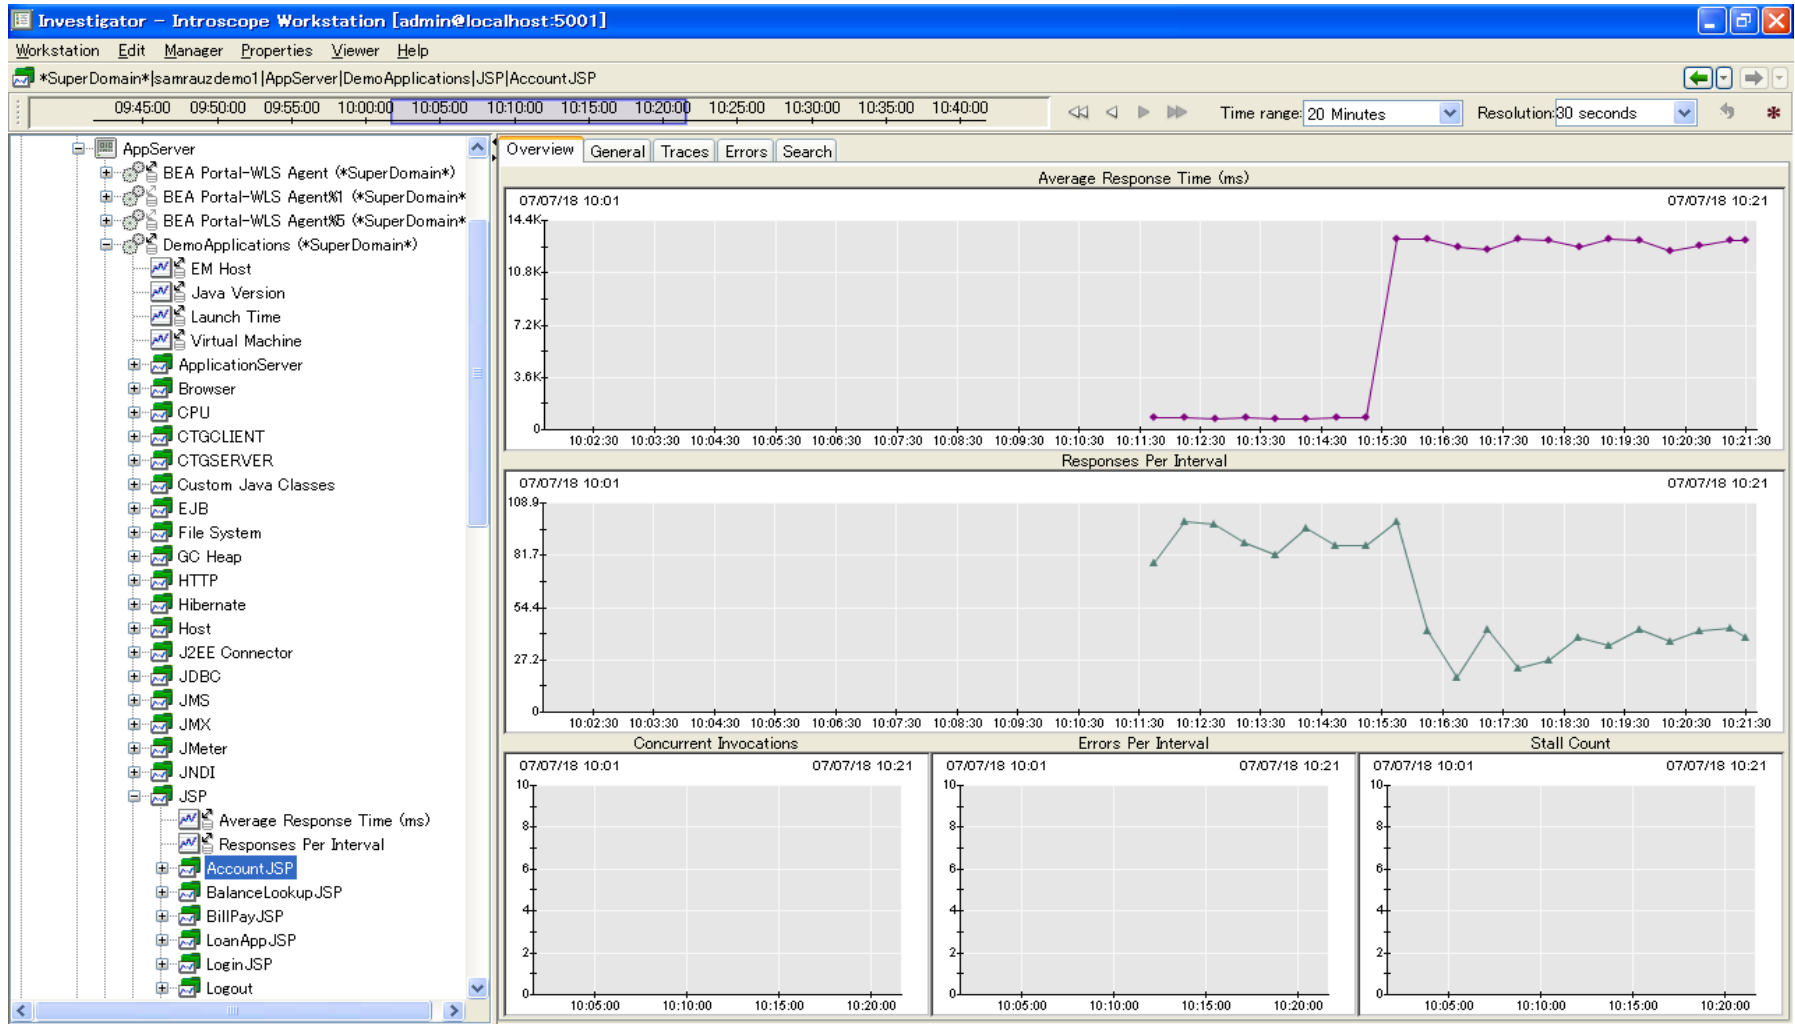 Investigator - Introscope Workstation [admin@localhost:5001]
Workstation Edit Manager Properties Viewer Help
*SuperDomain*|samrauzdemo1|AppServer|DemoApplications|JSP|AccountJSP
09:45:00 09:50:00 09:55:00 10:00:00 10:05:00 10:10:00 10:15:00 10:20:00 10:25:00 10:30:00 10:35:00 10:40:00 Time range: 20 Minutes Resolution: 30 seconds
AppServer
BEA Portal-WLS Agent (*SuperDomain*)
BEA Portal-WLS Agent%1 (*SuperDomain*
BEA Portal-WLS Agent%5 (*SuperDomain*
DemoApplications (*SuperDomain*)
EM Host
Java Version
Launch Time
Virtual Machine
ApplicationServer
Browser
CPU
CTGCLIENT
CTGSERVER
Custom Java Classes
EJB
File System
GC Heap
HTTP
Hibernate
Host
J2EE Connector
JDBC
JMS
JMX
JMeter
JNDI
JSP
Average Response Time (ms)
Responses Per Interval
AccountJSP
BalanceLookupJSP
BillPayJSP
LoanAppJSP
LoginJSP
Logout
Overview General Traces Errors Search
Average Response Time (ms)
07/07/18 10:01 07/07/18 10:21
14.4K
10.8K
7.2K
3.6K
0
10:02:30 10:03:30 10:04:30 10:05:30 10:06:30 10:07:30 10:08:30 10:09:30 10:10:30 10:11:30 10:12:30 10:13:30 10:14:30 10:15:30 10:16:30 10:17:30 10:18:30 10:19:30 10:20:30 10:21:30
Responses Per Interval
07/07/18 10:01 07/07/18 10:21
108.9
81.7
54.4
27.2
0
10:02:30 10:03:30 10:04:30 10:05:30 10:06:30 10:07:30 10:08:30 10:09:30 10:10:30 10:11:30 10:12:30 10:13:30 10:14:30 10:15:30 10:16:30 10:17:30 10:18:30 10:19:30 10:20:30 10:21:30
Concurrent Invocations
07/07/18 10:01 07/07/18 10:21
10
8
6
4
2
0
10:05:00 10:10:00 10:15:00 10:20:00
Errors Per Interval
07/07/18 10:01 07/07/18 10:21
10
8
6
4
2
0
10:05:00 10:10:00 10:15:00 10:20:00
Stall Count
07/07/18 10:01 07/07/18 10:21
10
8
6
4
2
0
10:05:00 10:10:00 10:15:00 10:20:00